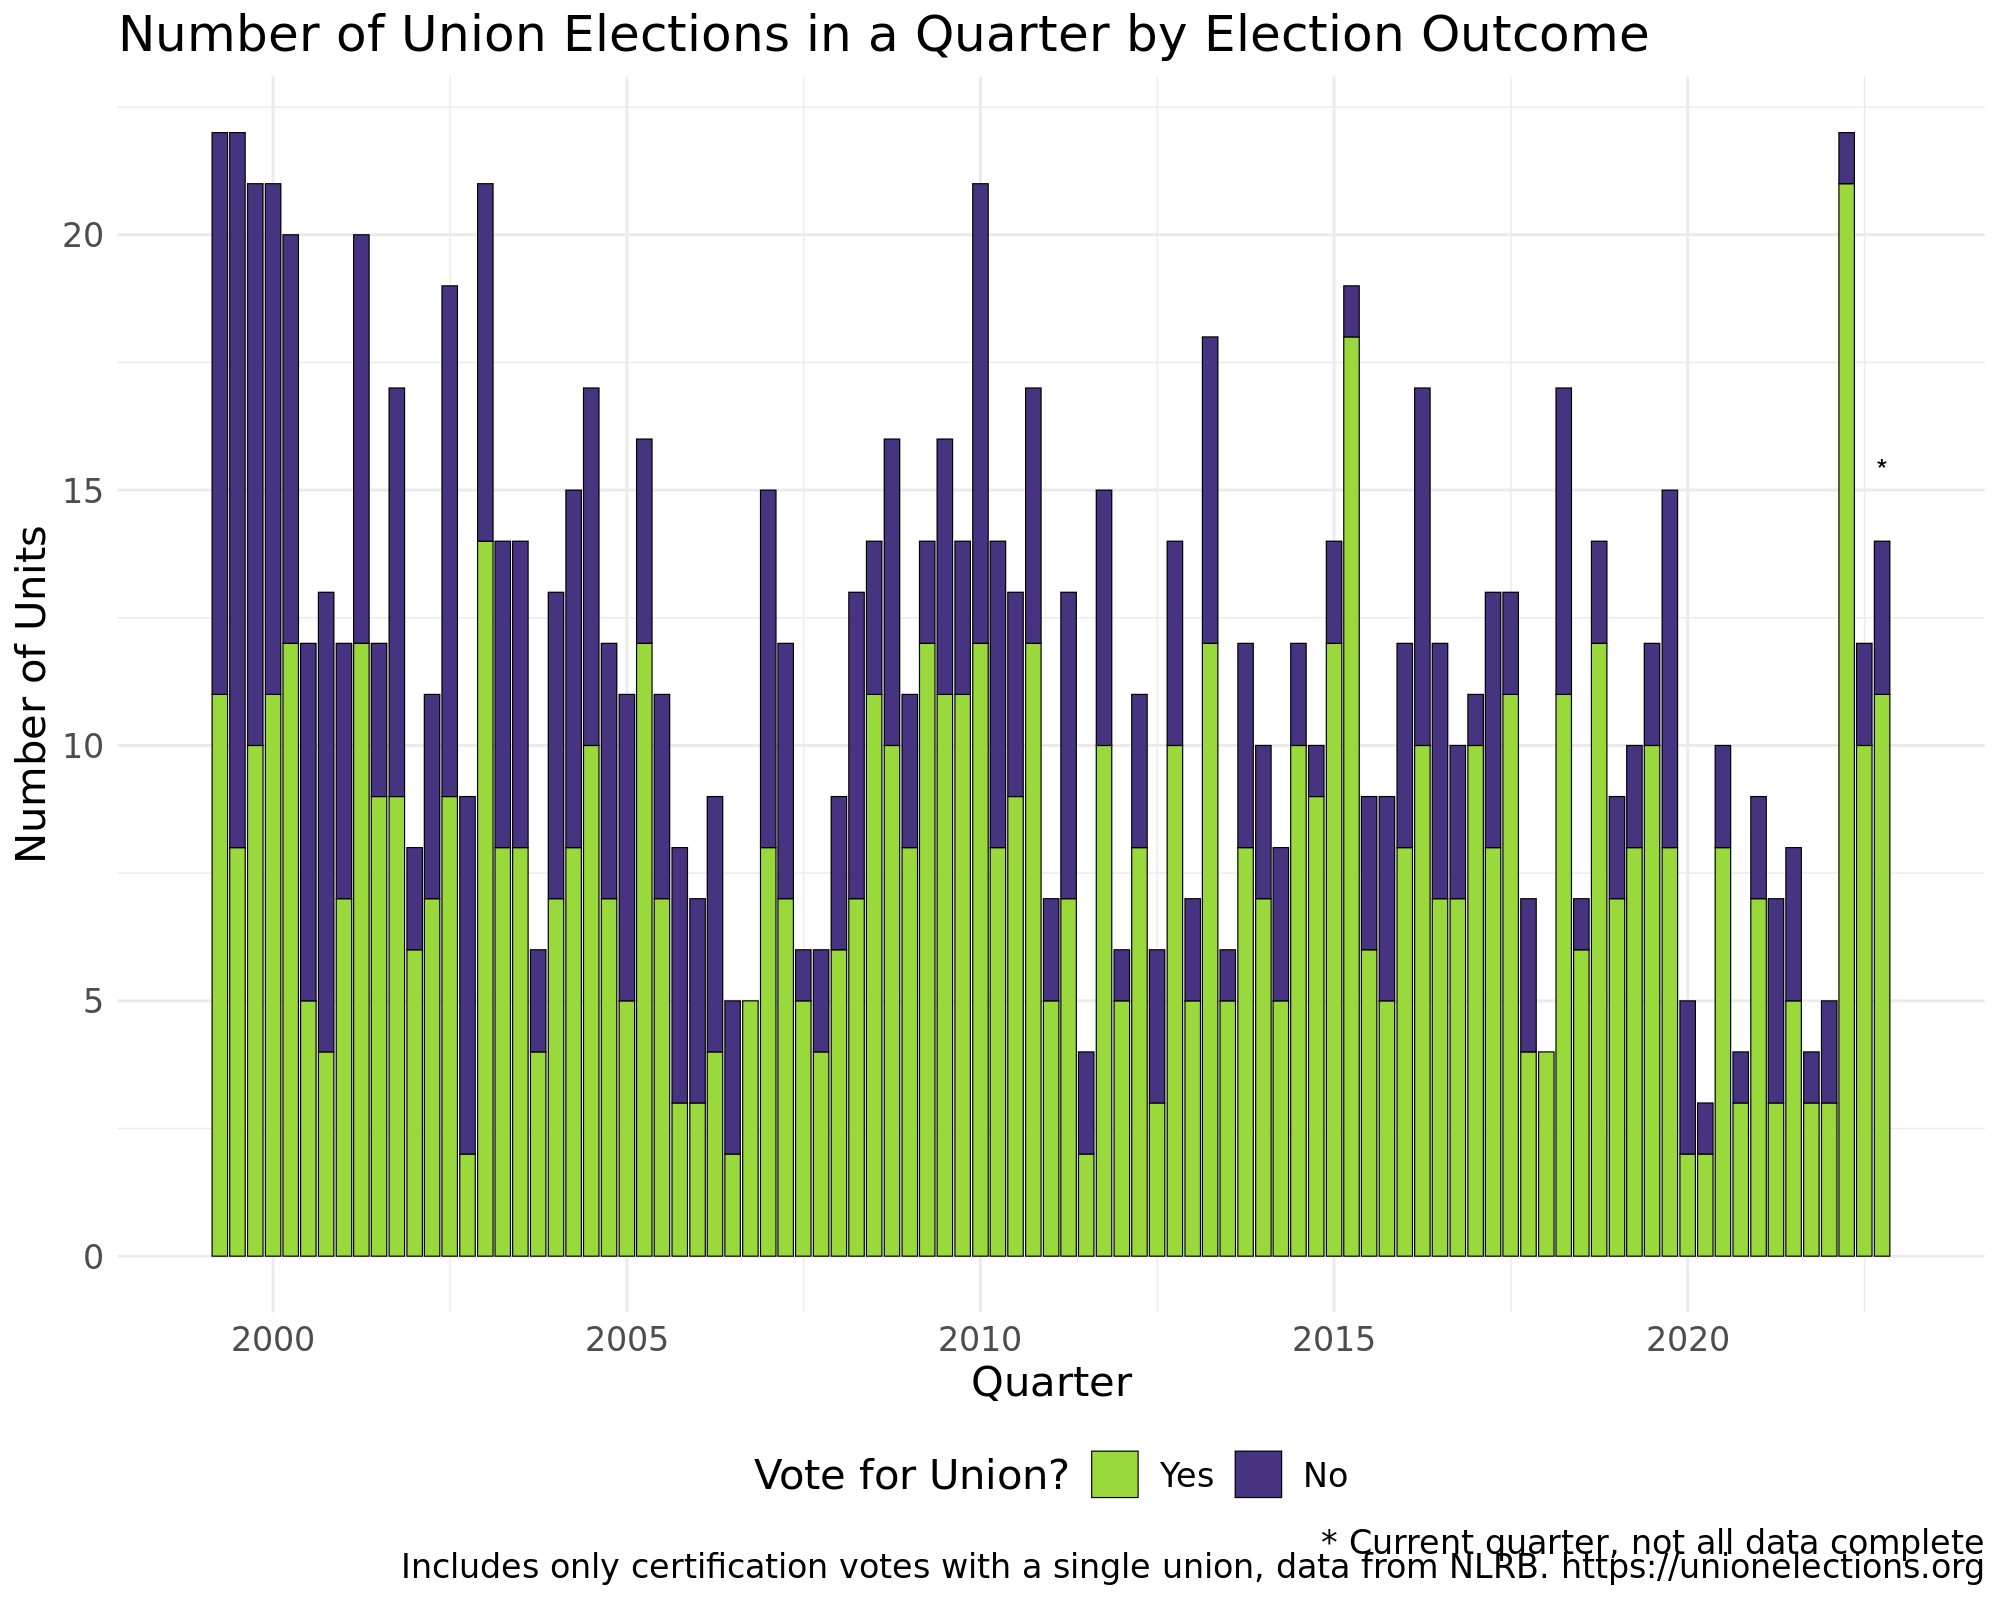 Number of Union Elections in a Quarter by Election Outcome
Number of Units
20
15
10
5
0
*
2000 2005 2010 2015 2020
Quarter
Vote for Union? Yes No
* Current quarter, not all data complete
Includes only certification votes with a single union, data from NLRB. https://unionelections.org